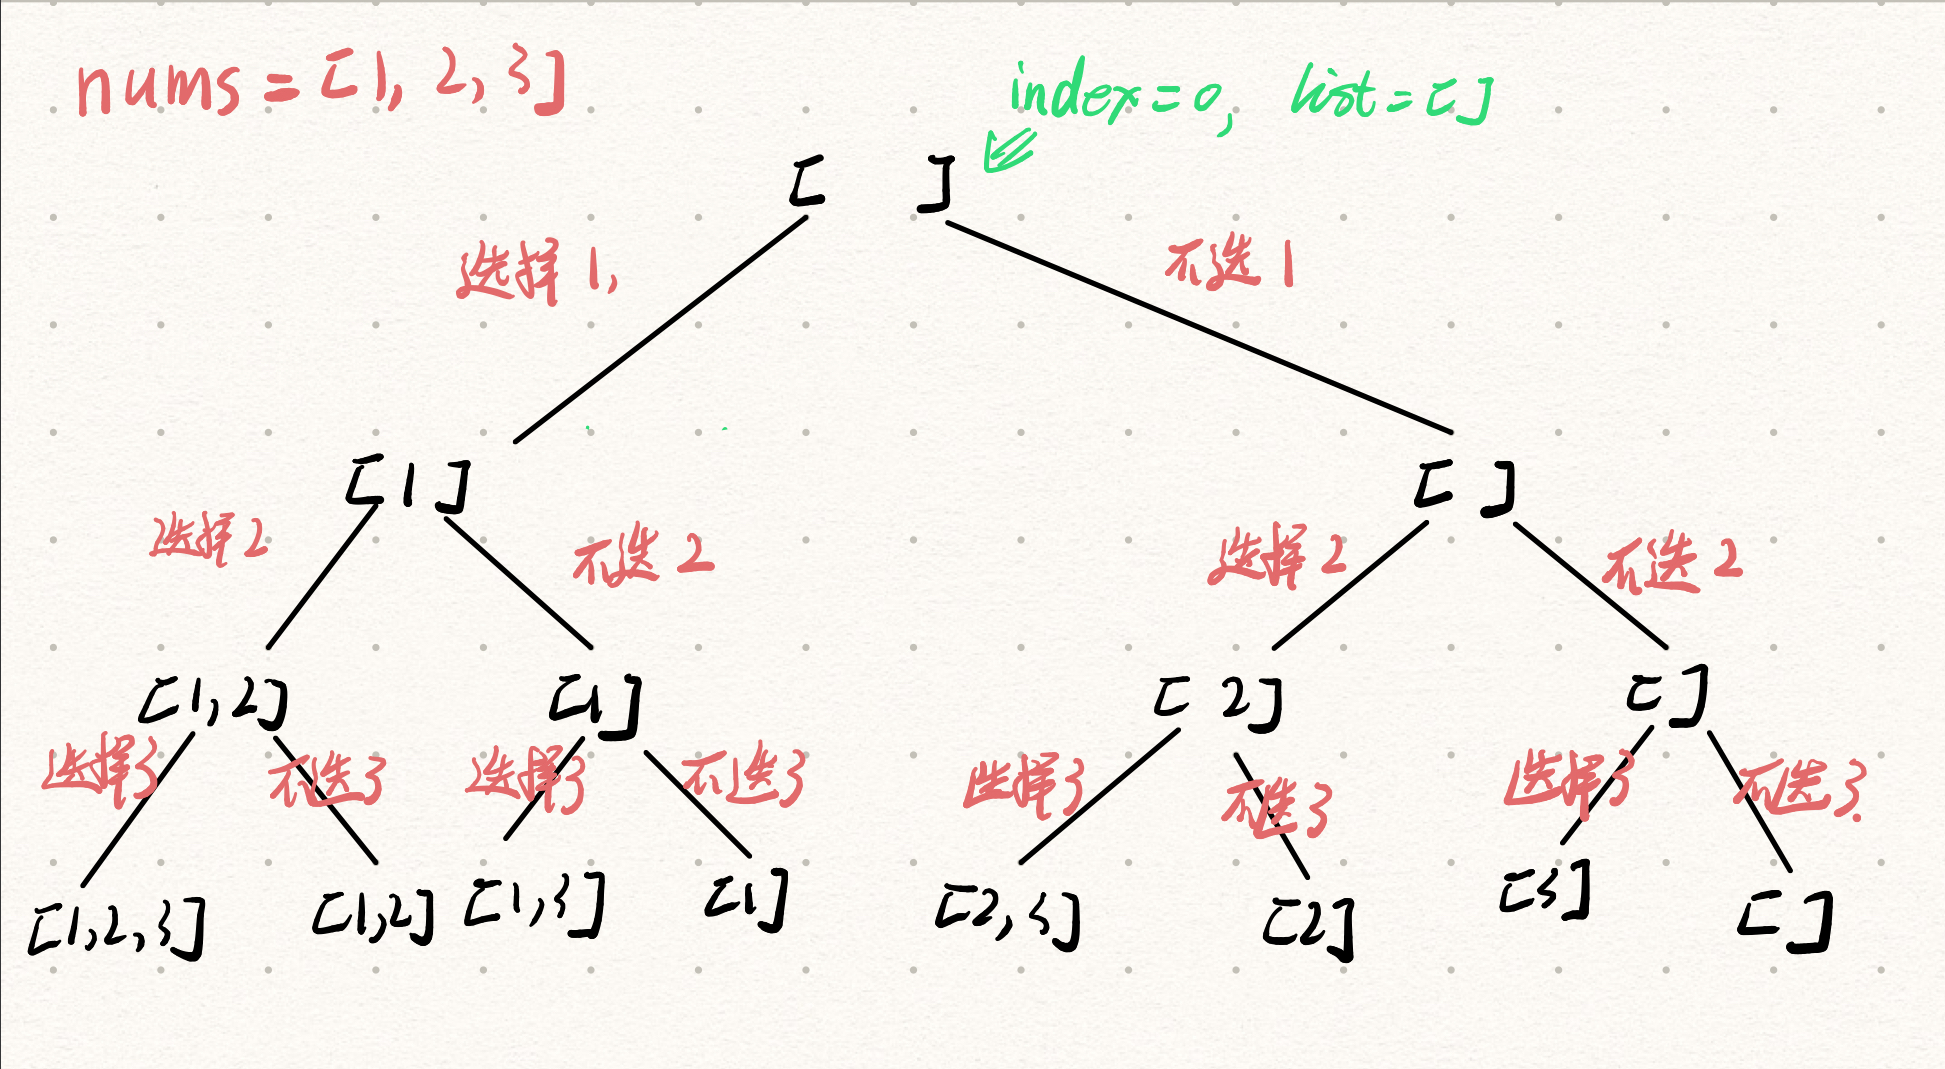 nums = [1, 2, 3]
index = 0, list = []
[ ]
选择 1,
不选 1
[1]
[ ]
选择 2
不选 2
选择 2
不选 2
[1, 2]
[1]
[2]
[]
选择3
不选3
选择3
不选3
选择3
不选3
选择3
不选3.
[1, 2, 3]
[1, 2]
[1, 3]
[1]
[2, 3]
[2]
[3]
[]